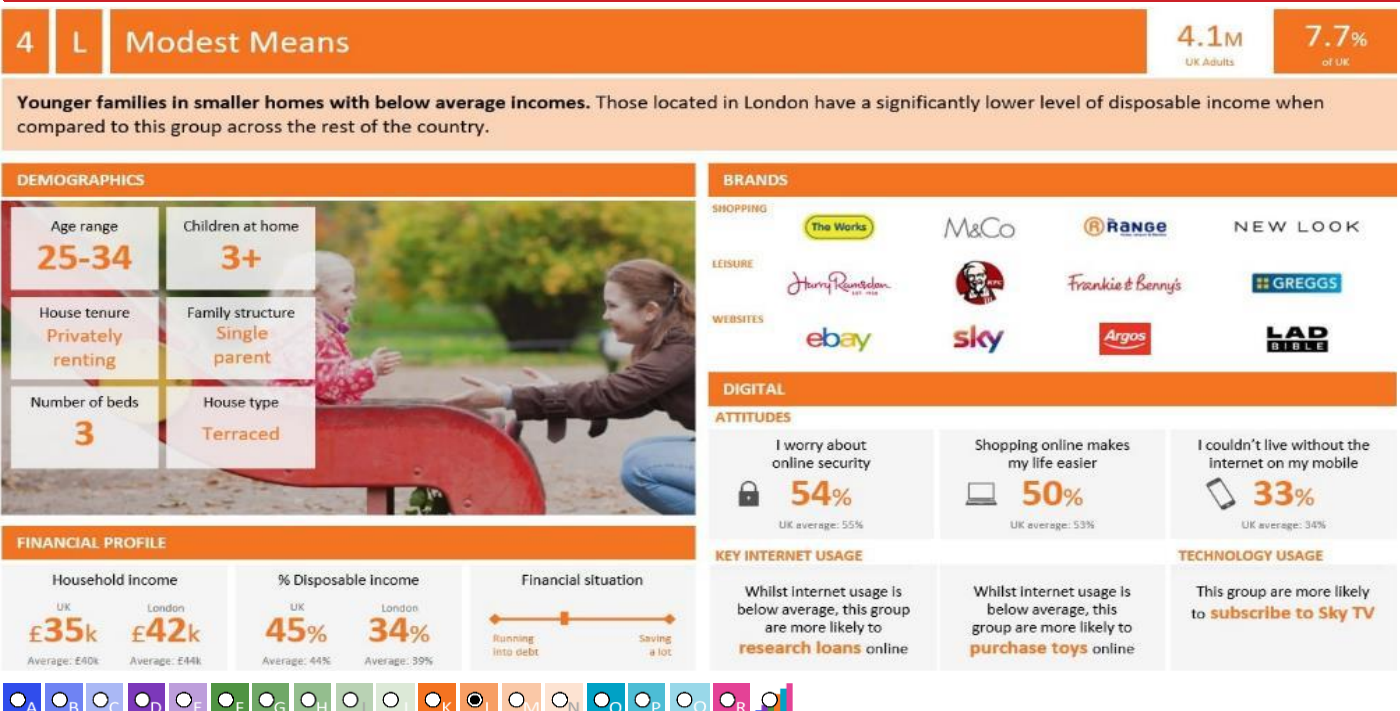 4 L Modest Means
4.1M
UK Adults
7.7%
of UK
Younger families in smaller homes with below average incomes. Those located in London have a significantly lower level of disposable income when
compared to this group across the rest of the country.
DEMOGRAPHICS
Age range
25-34
Children at home
3+
House tenure
Privately
renting
Family structure
Single
parent
Number of beds
3
House type
Terraced
FINANCIAL PROFILE
Household income
UK London
£35k £42k
Average: £40k Average: £44k
% Disposable income
UK London
45% 34%
Average: 44% Average: 39%
Financial situation
Running
into debt
Saving
a lot
BRANDS
SHOPPING
The Works M&Co The Range NEW LOOK
LEISURE
Harry Ramsden EST. 1928 KFC Frankie & Benny's GREGGS
WEBSITES
ebay sky Argos LAD
BIBLE
DIGITAL
ATTITUDES
I worry about
online security
54%
UK average: 55%
Shopping online makes
my life easier
50%
UK average: 53%
I couldn't live without the
internet on my mobile
33%
UK average: 34%
KEY INTERNET USAGE
Whilst internet usage is
below average, this group
are more likely to
research loans online
Whilst internet usage is
below average, this
group are more likely to
purchase toys online
TECHNOLOGY USAGE
This group are more likely
to subscribe to Sky TV
A B C D E F G H I J K L M N O P Q R